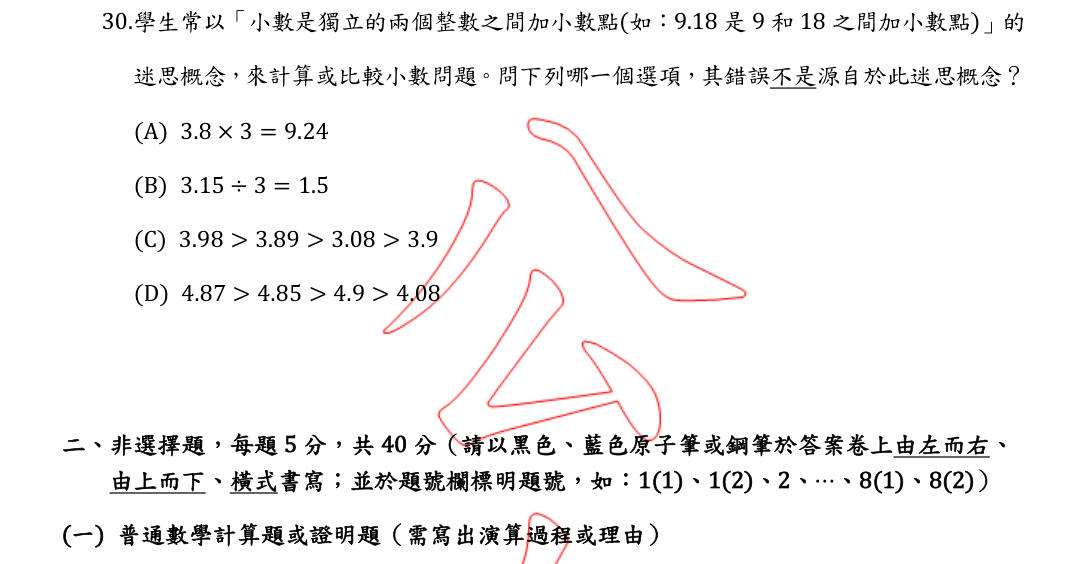 30.學生常以「小數是獨立的兩個整數之間加小數點(如：9.18 是 9 和 18 之間加小數點)」的
迷思概念，來計算或比較小數問題。問下列哪一個選項，其錯誤不是源自於此迷思概念？
(A) 3.8 × 3 = 9.24
(B) 3.15 ÷ 3 = 1.5
(C) 3.98 > 3.89 > 3.08 > 3.9
(D) 4.87 > 4.85 > 4.9 > 4.08
公
二、非選擇題，每題 5 分，共 40 分（請以黑色、藍色原子筆或鋼筆於答案卷上由左而右、
由上而下、橫式書寫；並於題號欄標明題號，如：1(1)、1(2)、2、…、8(1)、8(2)）
(一) 普通數學計算題或證明題（需寫出演算過程或理由）